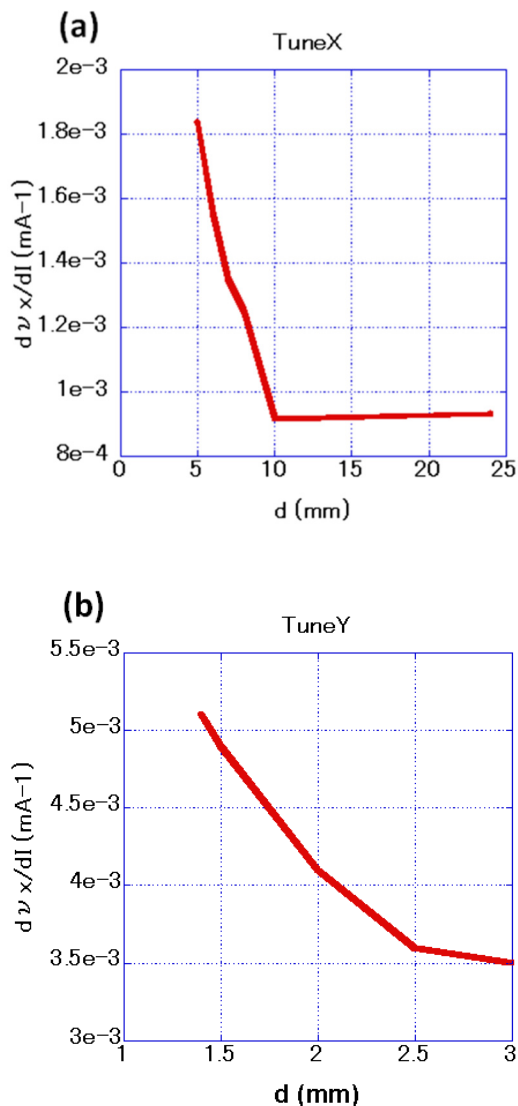 (a)
TuneX
2e-3
1.8e-3
1.6e-3
1.4e-3
1.2e-3
1e-3
8e-4
d ν x/dI (mA-1)
0 5 10 15 20 25
d (mm)
(b)
TuneY
5.5e-3
5e-3
4.5e-3
4e-3
3.5e-3
3e-3
d ν x/dI (mA-1)
1 1.5 2 2.5 3
d (mm)